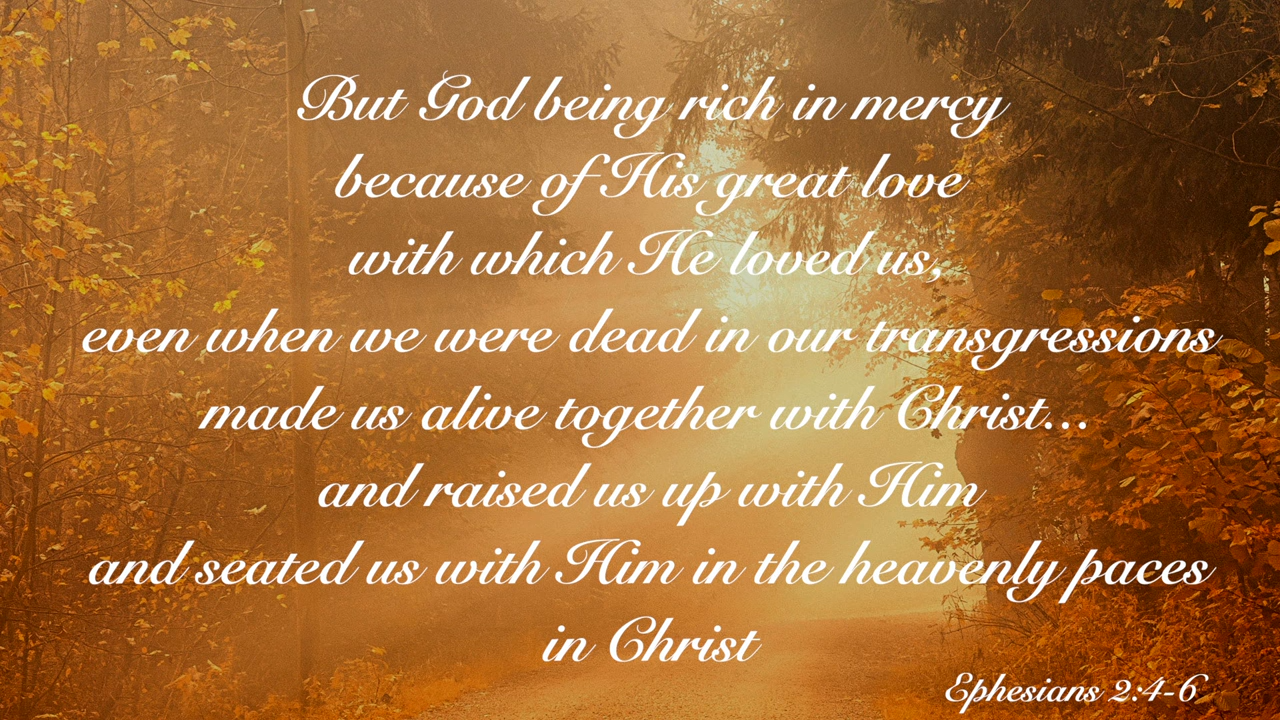 But God being rich in mercy
because of His great love
with which He loved us,
even when we were dead in our transgressions
made us alive together with Christ...
and raised us up with Him
and seated us with Him in the heavenly paces
in Christ
Ephesians 2:4-6